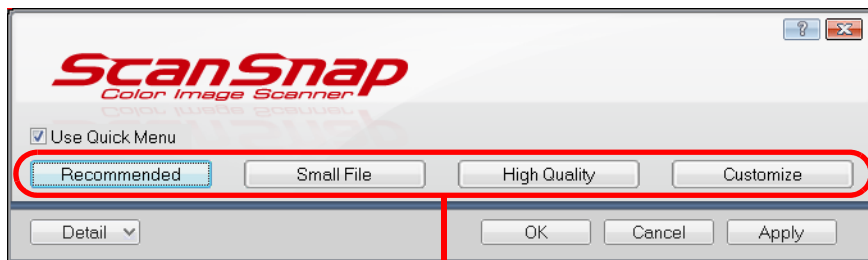 ScanSnap
Color Image Scanner
Use Quick Menu
Recommended Small File High Quality Customize
Detail OK Cancel Apply